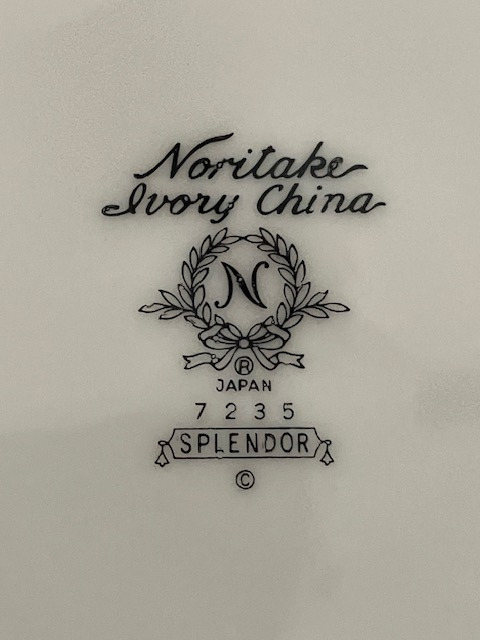 Noritake
Ivory China
N
®
JAPAN
7235
SPLENDOR
©